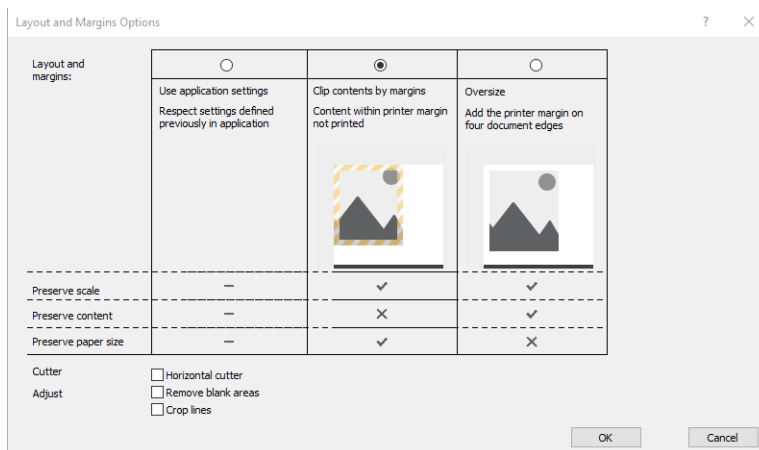 Layout and Margins Options
Layout and
margins:
Use application settings
Respect settings defined
previously in application
Clip contents by margins
Content within printer margin
not printed
Oversize
Add the printer margin on
four document edges
Preserve scale
Preserve content
Preserve paper size
Cutter
Horizontal cutter
Adjust
Remove blank areas
Crop lines
OK
Cancel